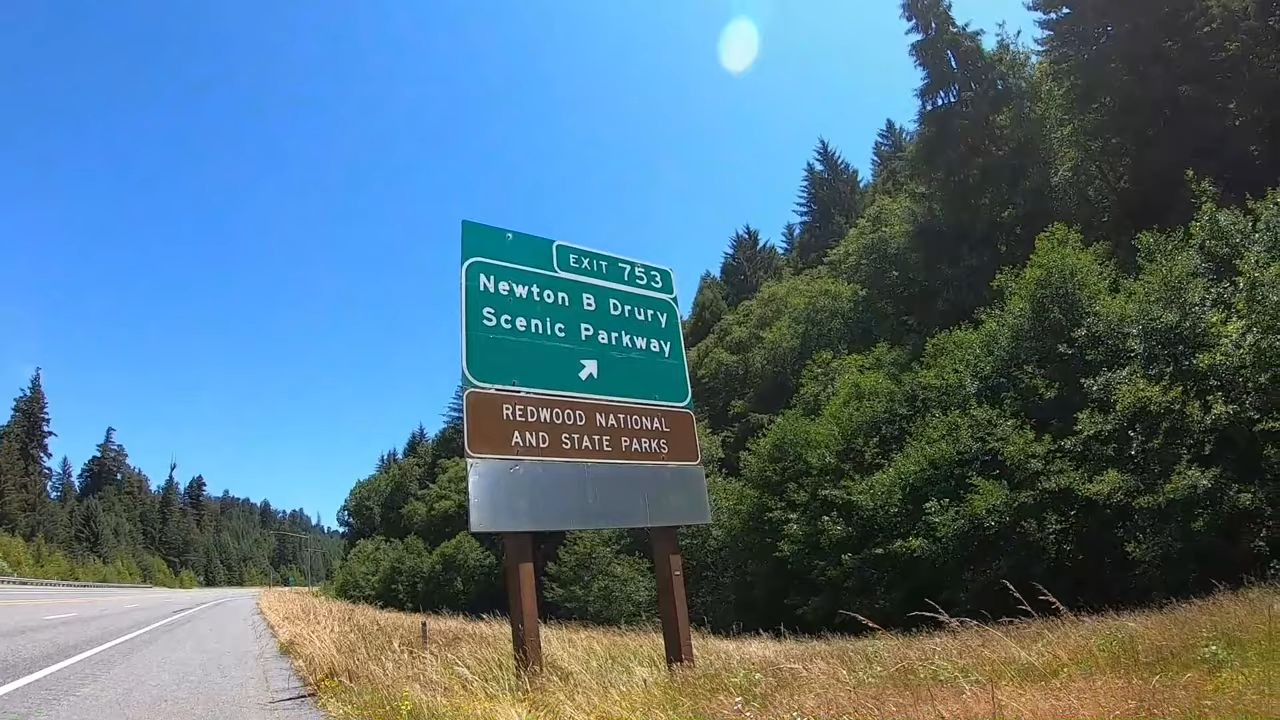 EXIT 753
Newton B Drury
Scenic Parkway
REDWOOD NATIONAL
AND STATE PARKS